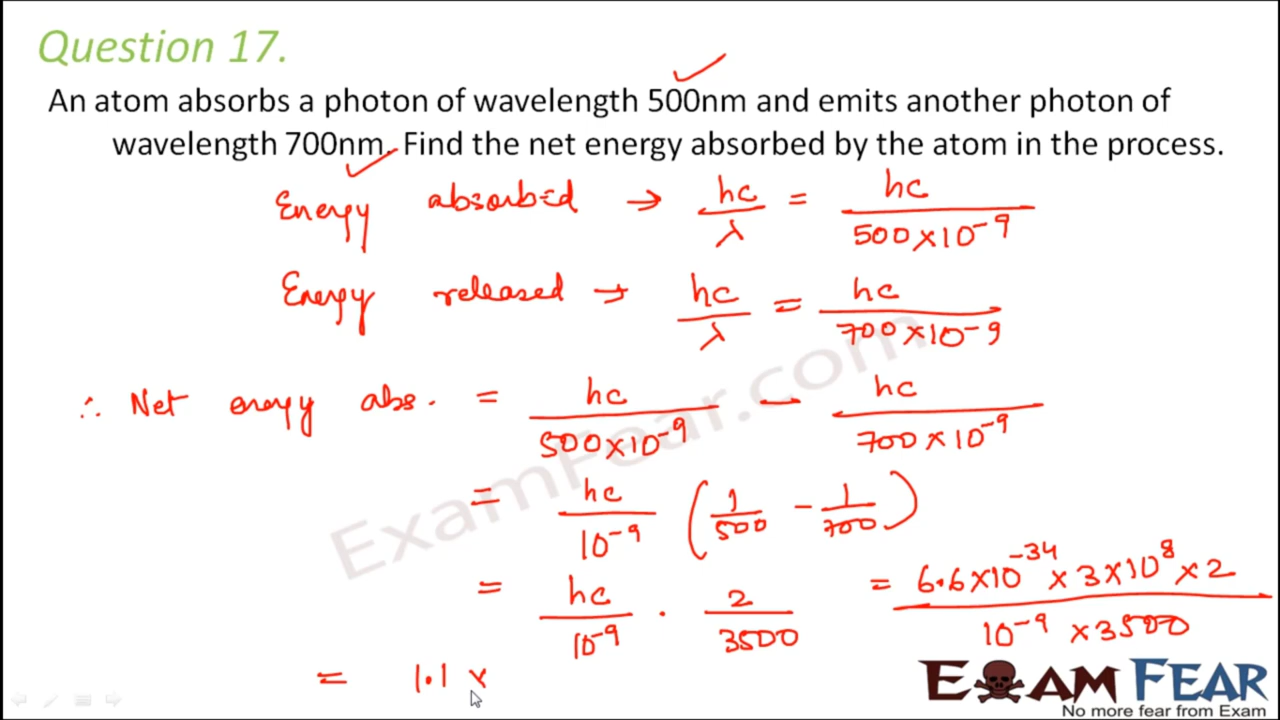 Question 17.
An atom absorbs a photon of wavelength 500nm and emits another photon of
wavelength 700nm. Find the net energy absorbed by the atom in the process.
Energy absorbed → hc/λ = hc/500×10⁻⁹
Energy released → hc/λ = hc/700×10⁻⁹
∴ Net energy abs. = hc/500×10⁻⁹ − hc/700×10⁻⁹
= hc/10⁻⁹ (1/500 − 1/700)
= hc/10⁻⁹ · 2/3500 = 6.6×10⁻³⁴×3×10⁸×2/10⁻⁹×3500
= 1.1 ×
ExamFear.com
EXAM FEAR
No more fear from Exam